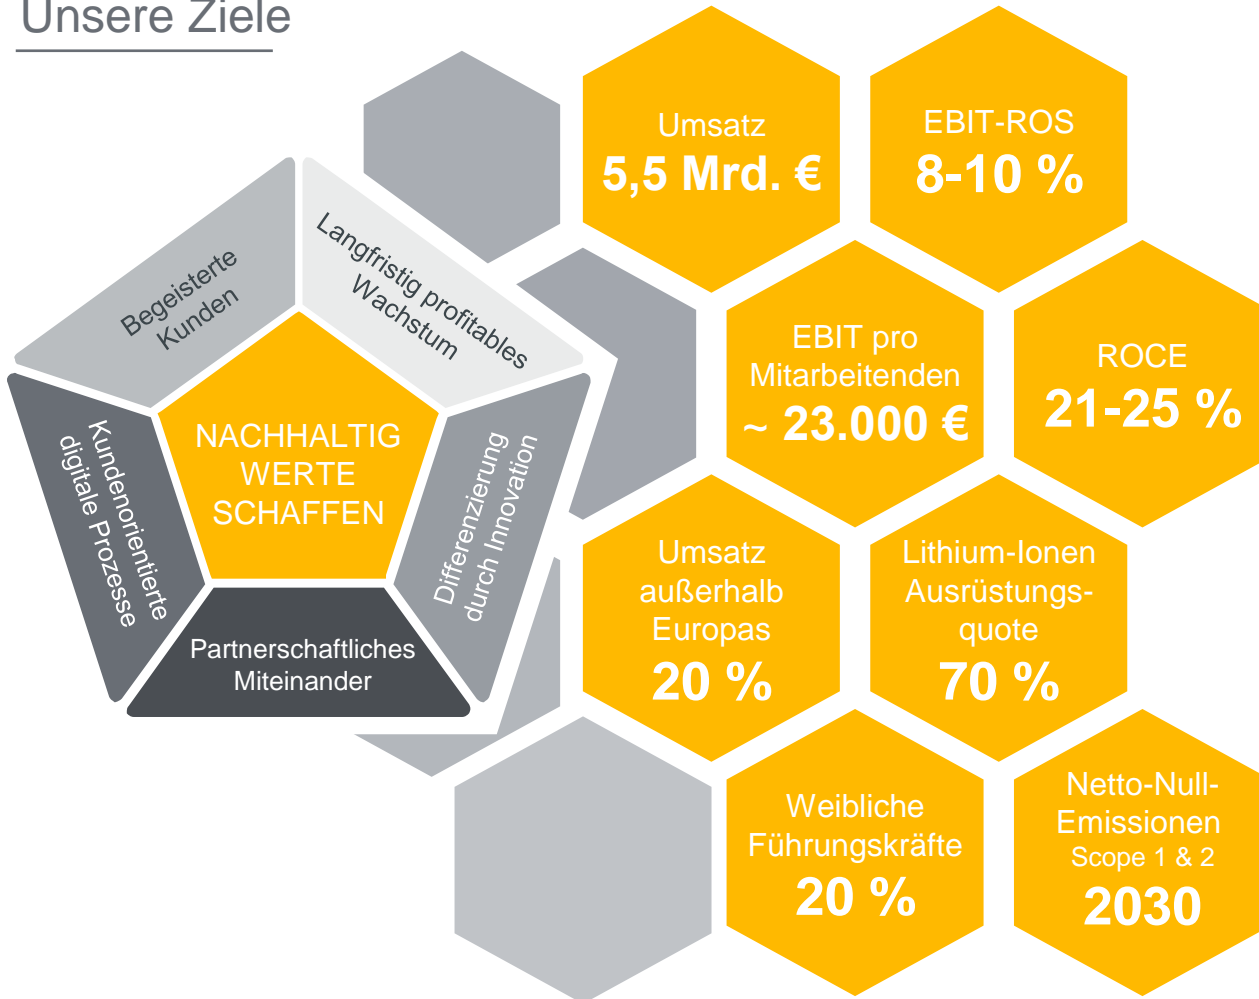 Unsere Ziele
Begeisterte
Kunden
Langfristig profitables
Wachstum
Kundenorientierte
digitale Prozesse
NACHHALTIG
WERTE
SCHAFFEN
Differenzierung
durch Innovation
Partnerschaftliches
Miteinander
Umsatz
5,5 Mrd. €
EBIT-ROS
8-10 %
EBIT pro
Mitarbeitenden
~ 23.000 €
ROCE
21-25 %
Umsatz
außerhalb
Europas
20 %
Lithium-Ionen
Ausrüstungs-
quote
70 %
Weibliche
Führungskräfte
20 %
Netto-Null-
Emissionen
Scope 1 & 2
2030